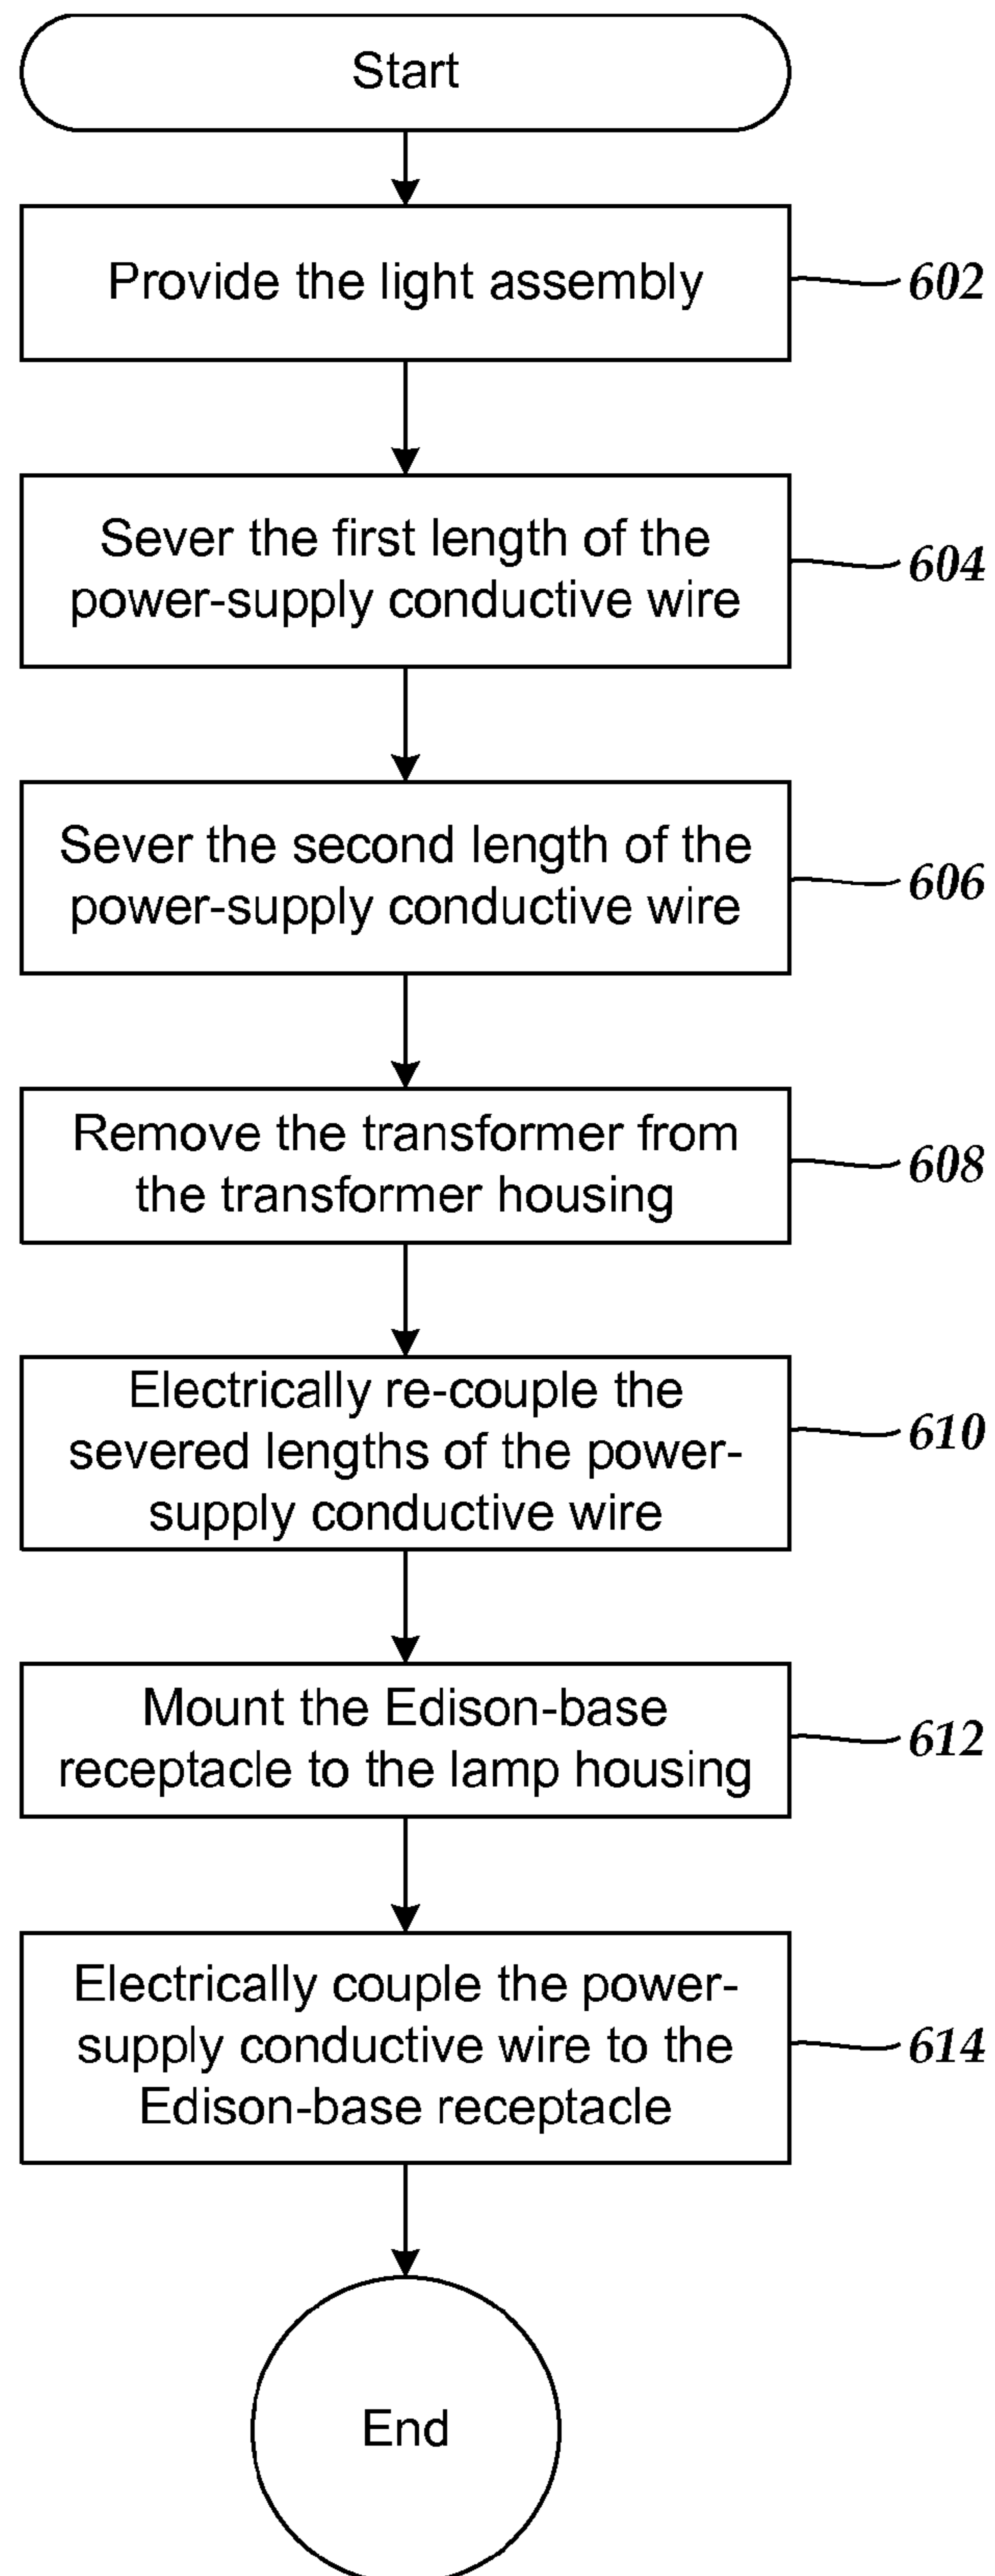 Start
Provide the light assembly
602
Sever the first length of the
power-supply conductive wire
604
Sever the second length of the
power-supply conductive wire
606
Remove the transformer from
the transformer housing
608
Electrically re-couple the
severed lengths of the power-
supply conductive wire
610
Mount the Edison-base
receptacle to the lamp housing
612
Electrically couple the power-
supply conductive wire to the
Edison-base receptacle
614
End